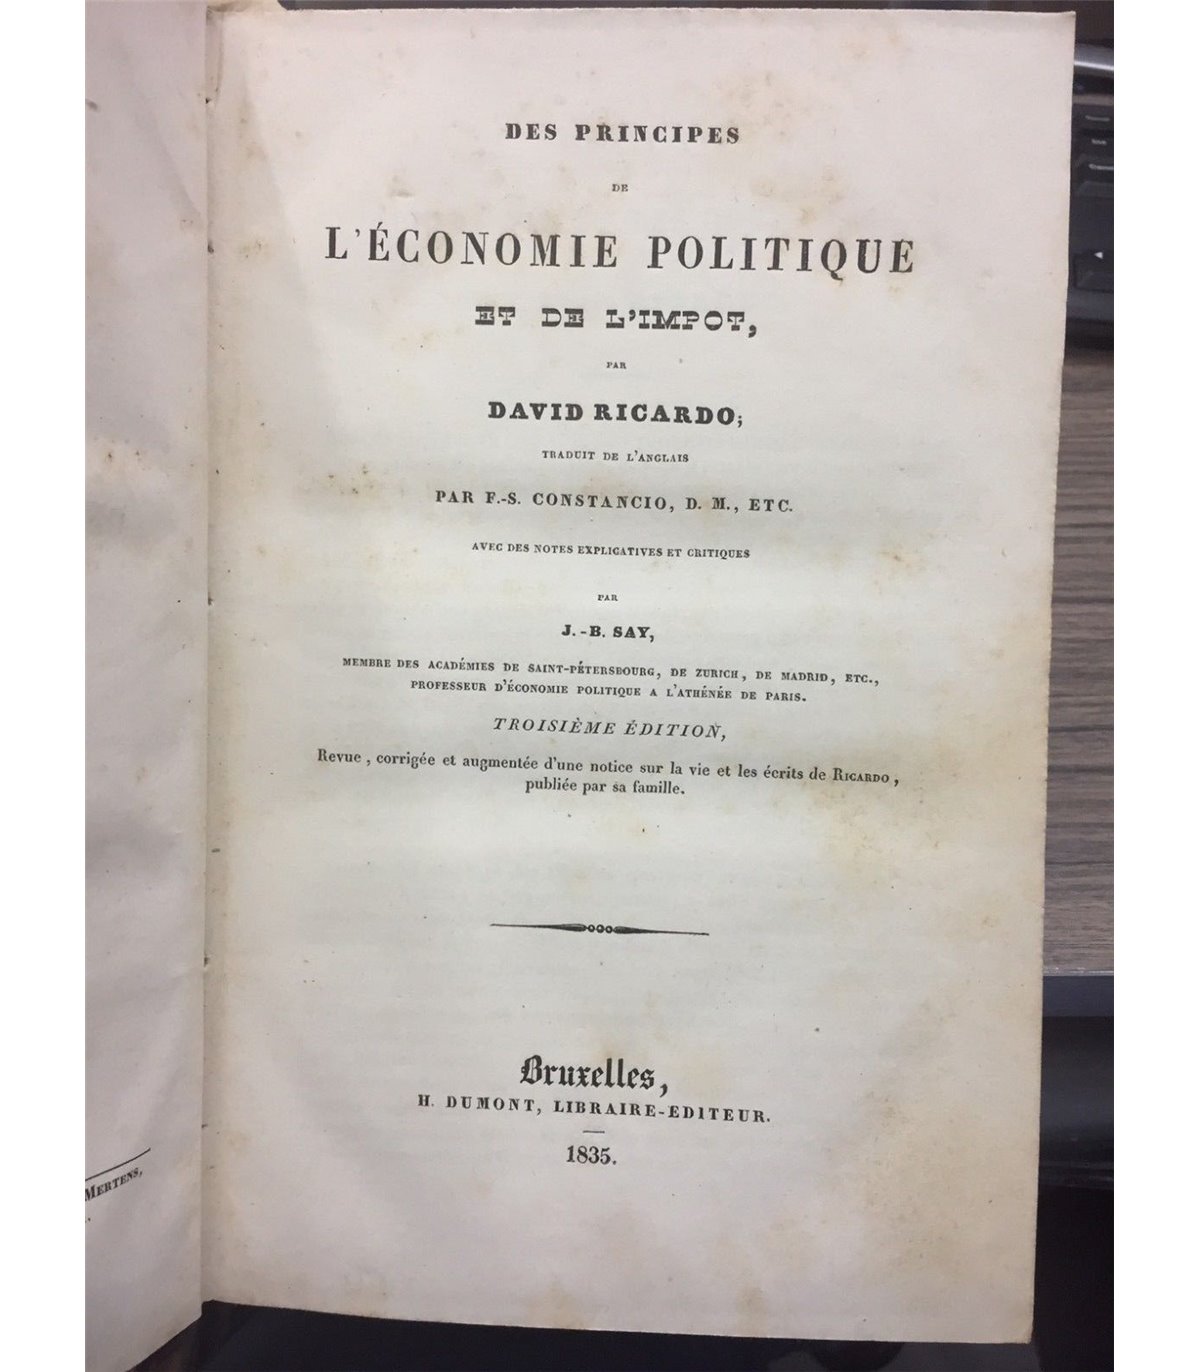 DES PRINCIPES
DE
L'ÉCONOMIE POLITIQUE
ET DE L'IMPOT,
PAR
DAVID RICARDO;
TRADUIT DE L'ANGLAIS
PAR F.-S. CONSTANCIO, D. M., ETC.
AVEC DES NOTES EXPLICATIVES ET CRITIQUES
PAR
J.-B. SAY,
MEMBRE DES ACADÉMIES DE SAINT-PÉTERSBOURG, DE ZURICH, DE MADRID, ETC.,
PROFESSEUR D'ÉCONOMIE POLITIQUE A L'ATHÉNÉE DE PARIS.
TROISIÈME ÉDITION,
Revue, corrigée et augmentée d'une notice sur la vie et les écrits de RICARDO,
publiée par sa famille.
Bruxelles,
H. DUMONT, LIBRAIRE-EDITEUR.
1835.
MERTENS,